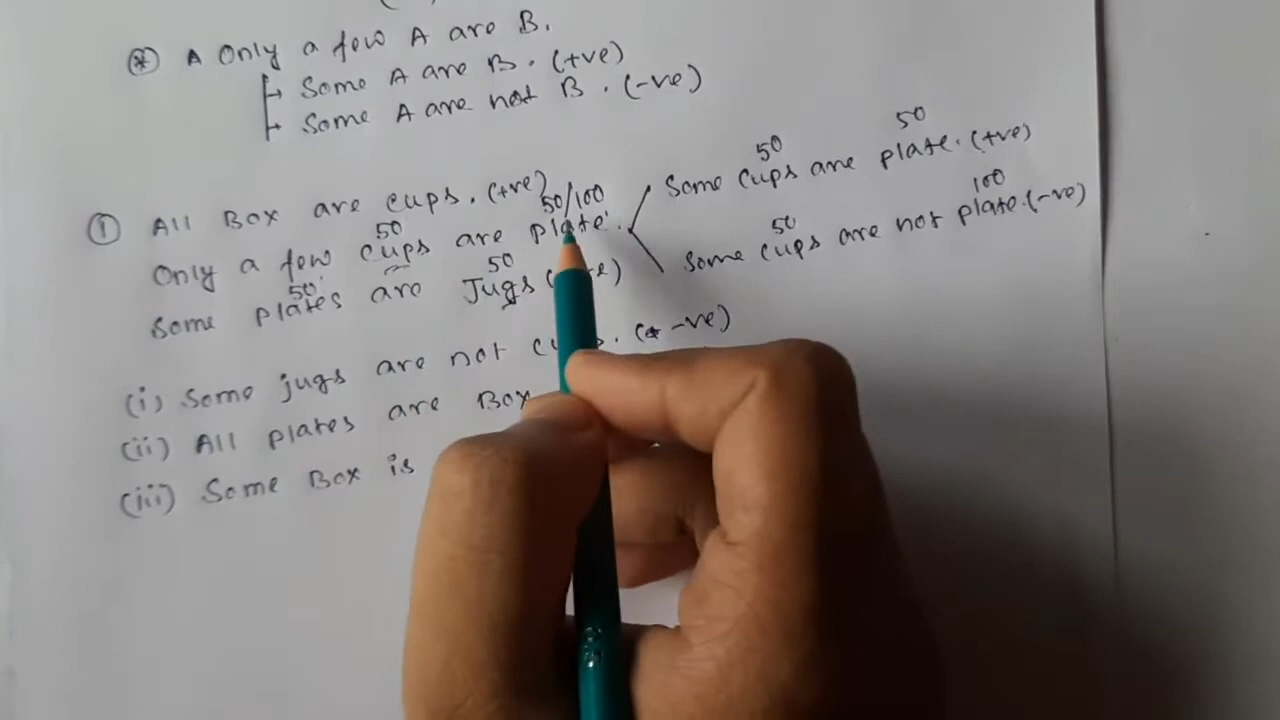 A Only a few A are B.
Some A are B. (+ve)
Some A are not B. (-ve)
50 50
Some cups are plate. (+ve)
50 100
Some cups are not plate. (-ve)
① All Box are cups. (+ve)
50 50/100
Only a few cups are plate.
50 50
Some plates are Jugs
(i) Some jugs are not (-ve)
(ii) All plates are Box
(iii) Some Box is